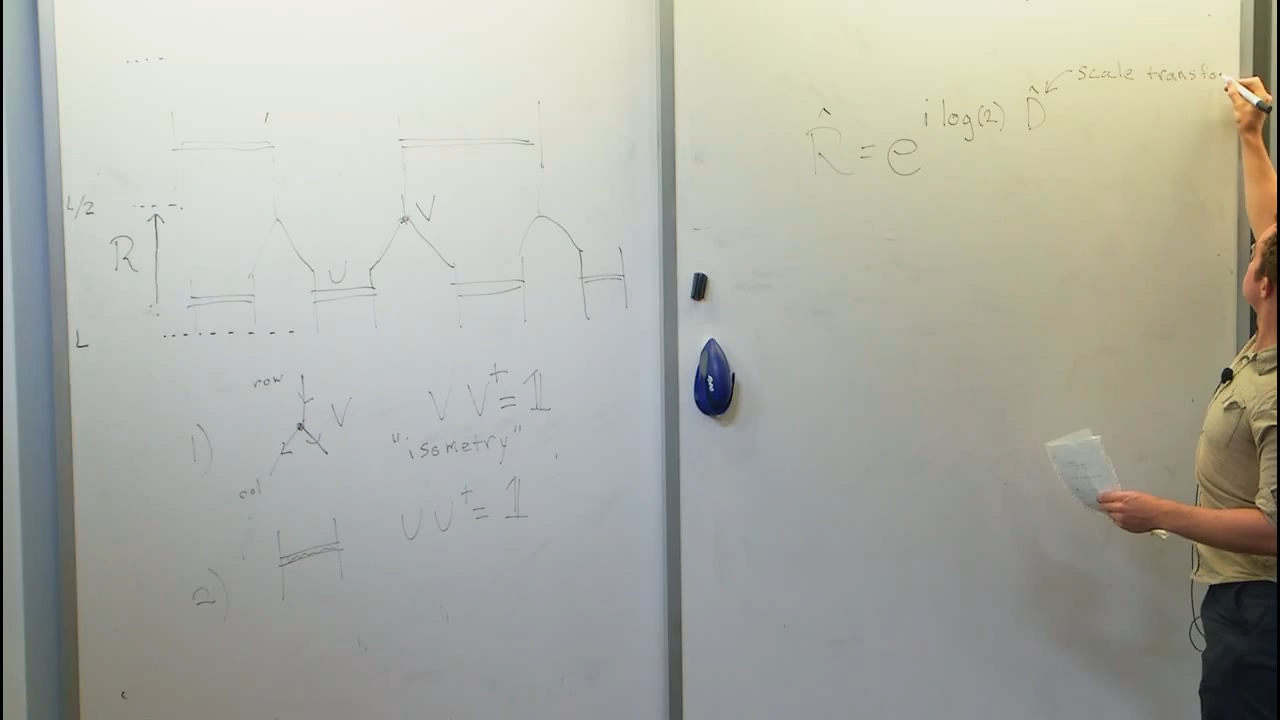 L/2
V
R
U
L
row
1)
V
V V† = 𝟙
"isometry"
col
U U† = 𝟙
2)
R̂ = e^{i log(2) D̂}
scale transfo